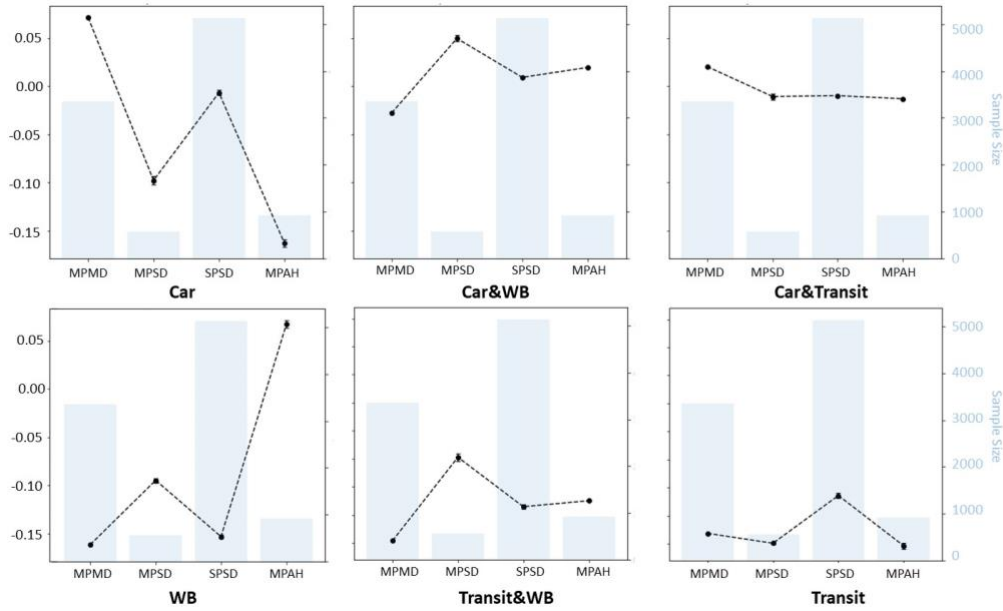 0.05
0.00
-0.05
-0.10
-0.15
MPMD MPSD SPSD MPAH
Car
MPMD MPSD SPSD MPAH
Car&WB
MPMD MPSD SPSD MPAH
Car&Transit
5000
4000
3000
2000
1000
0
Sample Size
0.05
0.00
-0.05
-0.10
-0.15
MPMD MPSD SPSD MPAH
WB
MPMD MPSD SPSD MPAH
Transit&WB
MPMD MPSD SPSD MPAH
Transit
5000
4000
3000
2000
1000
0
Sample Size